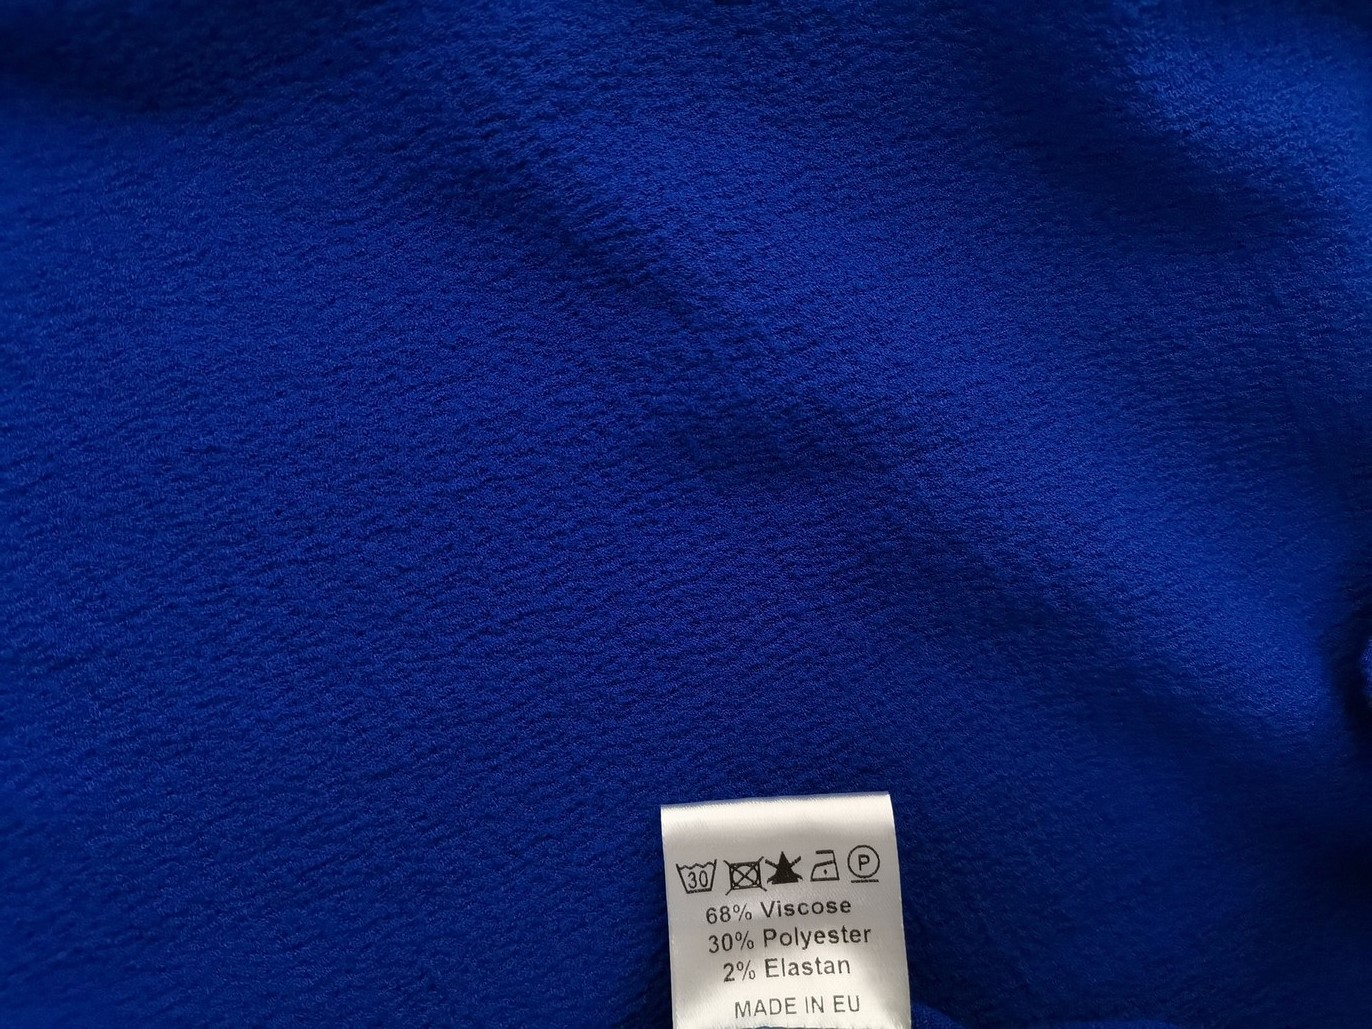 30 P
68% Viscose
30% Polyester
2% Elastan
MADE IN EU